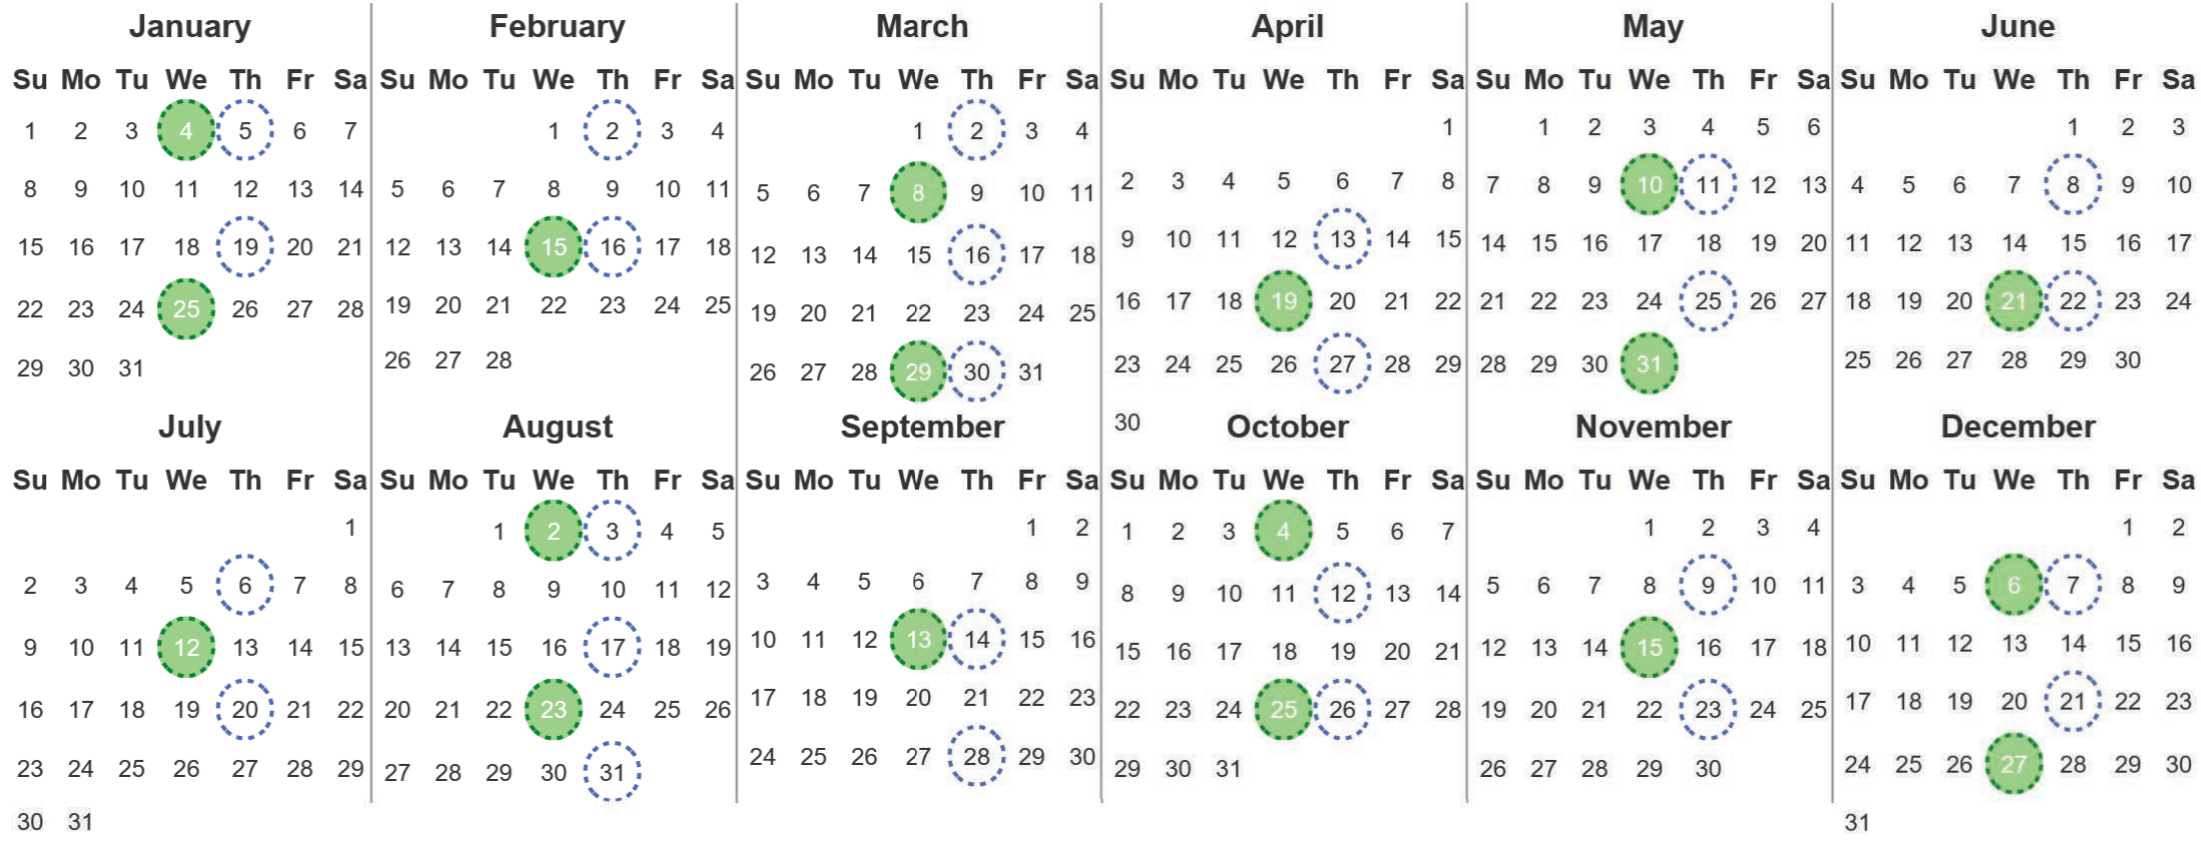 January February March April May June
Su Mo Tu We Th Fr Sa Su Mo Tu We Th Fr Sa Su Mo Tu We Th Fr Sa Su Mo Tu We Th Fr Sa Su Mo Tu We Th Fr Sa Su Mo Tu We Th Fr Sa
1 2 3 4 5 6 7 1 2 3 4 1 2 3 4 1 1 2 3 4 5 6 1 2 3
8 9 10 11 12 13 14 5 6 7 8 9 10 11 5 6 7 8 9 10 11 2 3 4 5 6 7 8 7 8 9 10 11 12 13 4 5 6 7 8 9 10
15 16 17 18 19 20 21 12 13 14 15 16 17 18 12 13 14 15 16 17 18 9 10 11 12 13 14 15 14 15 16 17 18 19 20 11 12 13 14 15 16 17
22 23 24 25 26 27 28 19 20 21 22 23 24 25 19 20 21 22 23 24 25 16 17 18 19 20 21 22 21 22 23 24 25 26 27 18 19 20 21 22 23 24
29 30 31 26 27 28 26 27 28 29 30 31 23 24 25 26 27 28 29 28 29 30 31 25 26 27 28 29 30
30
July August September October November December
Su Mo Tu We Th Fr Sa Su Mo Tu We Th Fr Sa Su Mo Tu We Th Fr Sa Su Mo Tu We Th Fr Sa Su Mo Tu We Th Fr Sa Su Mo Tu We Th Fr Sa
1 1 2 3 4 5 1 2 1 2 3 4 5 6 7 1 2 3 4 1 2
2 3 4 5 6 7 8 6 7 8 9 10 11 12 3 4 5 6 7 8 9 8 9 10 11 12 13 14 5 6 7 8 9 10 11 3 4 5 6 7 8 9
9 10 11 12 13 14 15 13 14 15 16 17 18 19 10 11 12 13 14 15 16 15 16 17 18 19 20 21 12 13 14 15 16 17 18 10 11 12 13 14 15 16
16 17 18 19 20 21 22 20 21 22 23 24 25 26 17 18 19 20 21 22 23 22 23 24 25 26 27 28 19 20 21 22 23 24 25 17 18 19 20 21 22 23
23 24 25 26 27 28 29 27 28 29 30 31 24 25 26 27 28 29 30 29 30 31 26 27 28 29 30 24 25 26 27 28 29 30
30 31 31